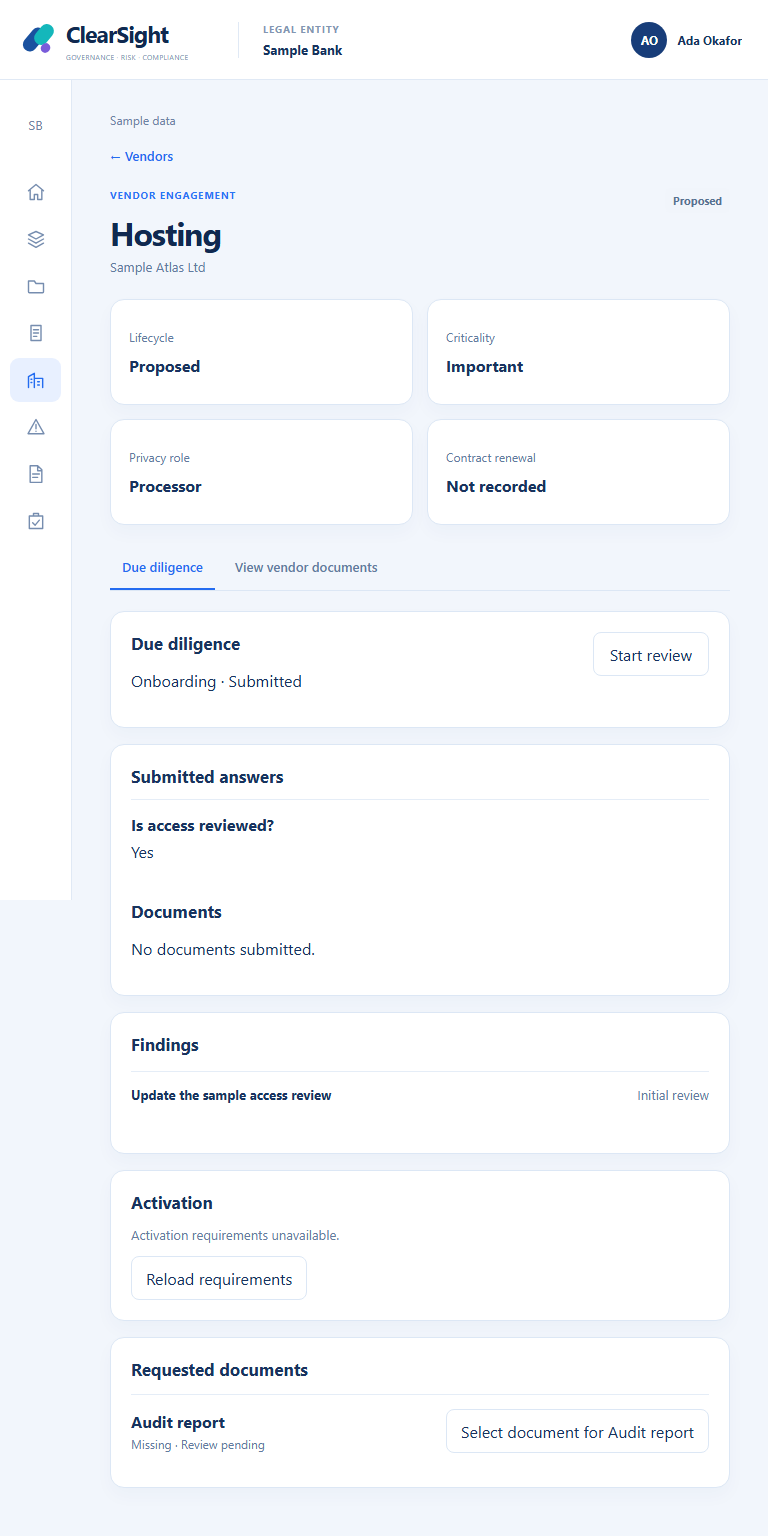 ClearSight
GOVERNANCE · RISK · COMPLIANCE
LEGAL ENTITY
Sample Bank
AO
Ada Okafor
SB
Sample data
← Vendors
VENDOR ENGAGEMENT
Proposed
Hosting
Sample Atlas Ltd
Lifecycle
Proposed
Criticality
Important
Privacy role
Processor
Contract renewal
Not recorded
Due diligence
View vendor documents
Due diligence
Start review
Onboarding · Submitted
Submitted answers
Is access reviewed?
Yes
Documents
No documents submitted.
Findings
Update the sample access review
Initial review
Activation
Activation requirements unavailable.
Reload requirements
Requested documents
Audit report
Missing · Review pending
Select document for Audit report